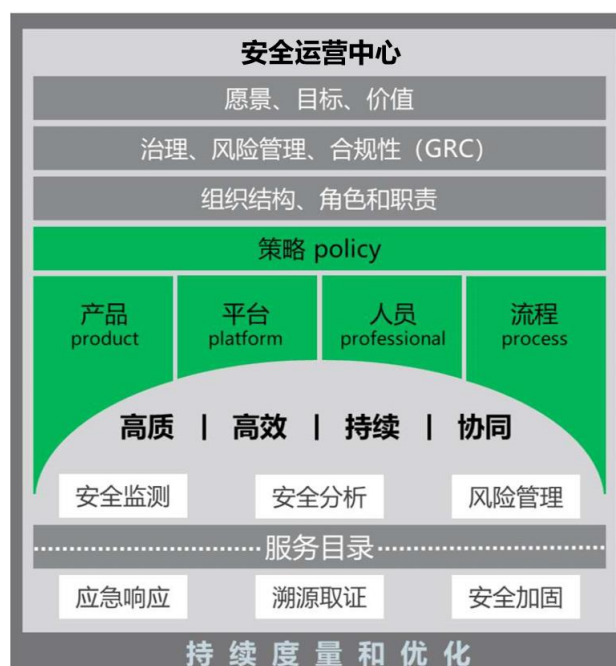 安全运营中心
愿景、目标、价值
治理、风险管理、合规性（GRC）
组织结构、角色和职责
策略 policy
产品 平台 人员 流程
product platform professional process
高质 | 高效 | 持续 | 协同
安全监测 安全分析 风险管理
服务目录
应急响应 溯源取证 安全加固
持续度量和优化